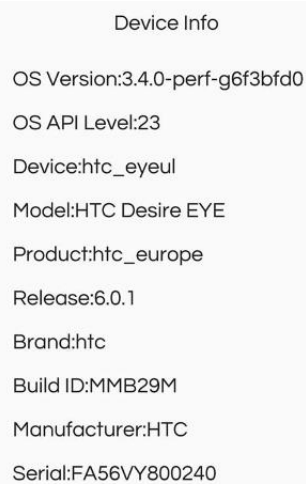 Device Info
OS Version:3.4.0-perf-g6f3bfd0
OS API Level:23
Device:htc_eyeul
Model:HTC Desire EYE
Product:htc_europe
Release:6.0.1
Brand:htc
Build ID:MMB29M
Manufacturer:HTC
Serial:FA56VY800240